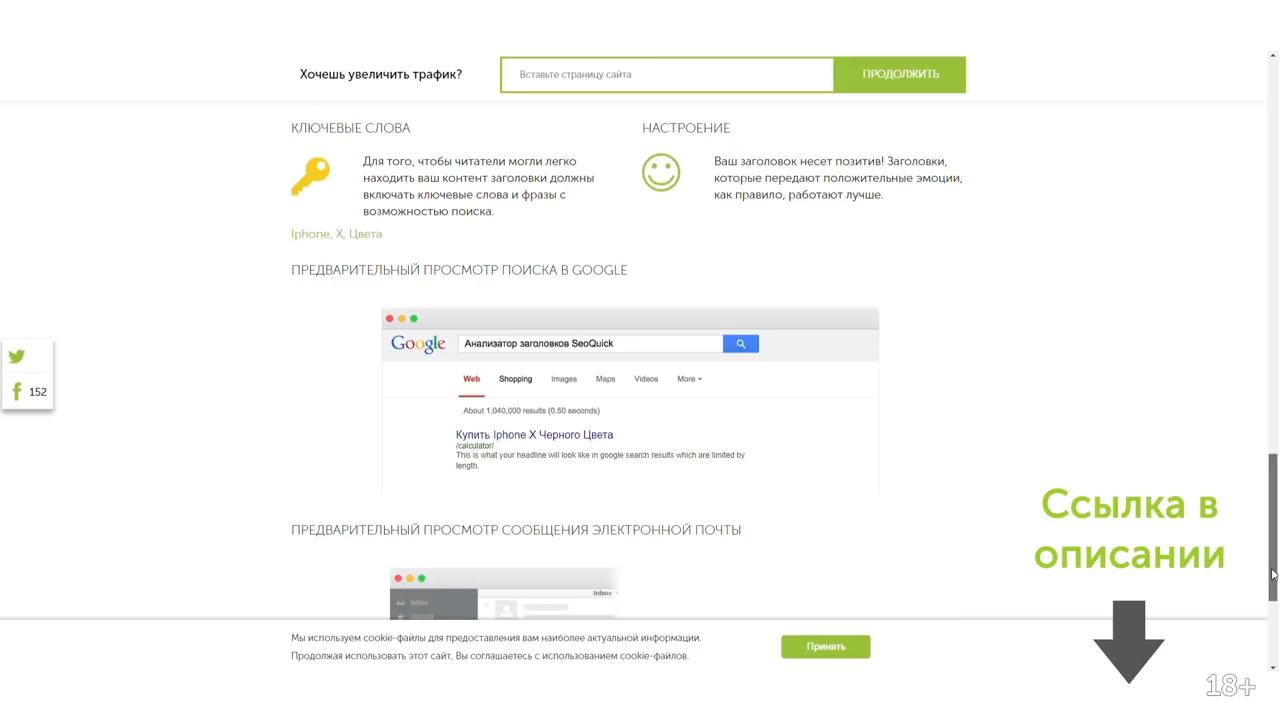 Хочешь увеличить трафик?
Вставьте страницу сайта
ПРОДОЛЖИТЬ
КЛЮЧЕВЫЕ СЛОВА
Для того, чтобы читатели могли легко
находить ваш контент заголовки должны
включать ключевые слова и фразы с
возможностью поиска.
Iphone, X, Цвета
НАСТРОЕНИЕ
Ваш заголовок несет позитив! Заголовки,
которые передают положительные эмоции,
как правило, работают лучше.
ПРЕДВАРИТЕЛЬНЫЙ ПРОСМОТР ПОИСКА В GOOGLE
Google
Анализатор заголовков SeoQuick
Web Shopping Images Maps Videos More
About 1,040,000 results (0.50 seconds)
Купить Iphone X Черного Цвета
/calculator/
This is what your headline will look like in google search results which are limited by
length.
152
ПРЕДВАРИТЕЛЬНЫЙ ПРОСМОТР СООБЩЕНИЯ ЭЛЕКТРОННОЙ ПОЧТЫ
Inbox
Inbox
Ссылка в
описании
Мы используем cookie-файлы для предоставления вам наиболее актуальной информации.
Продолжая использовать этот сайт, Вы соглашаетесь с использованием cookie-файлов.
Принять
18+